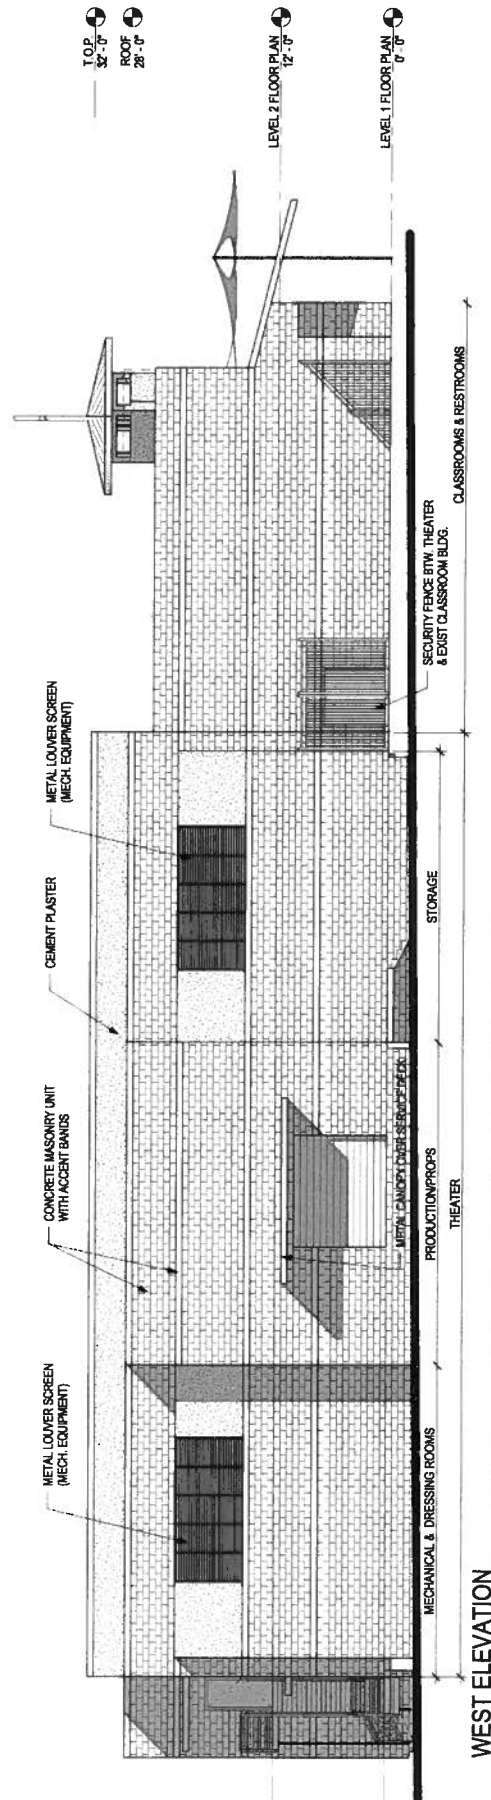 METAL LOUVER SCREEN
(MECH. EQUIPMENT)
CONCRETE MASONRY UNIT
WITH ACCENT BANDS
CEMENT PLASTER
METAL LOUVER SCREEN
(MECH. EQUIPMENT)
T.O.P.
32' - 0"
ROOF
28' - 0"
LEVEL 2 FLOOR PLAN
12' - 0"
LEVEL 1 FLOOR PLAN
0' - 0"
METAL CANOPY OVER SERVICE DECK
SECURITY FENCE BTW. THEATER
& EXIST CLASSROOM BLDG.
MECHANICAL & DRESSING ROOMS
PRODUCTION/PROPS
STORAGE
THEATER
CLASSROOMS & RESTROOMS
WEST ELEVATION